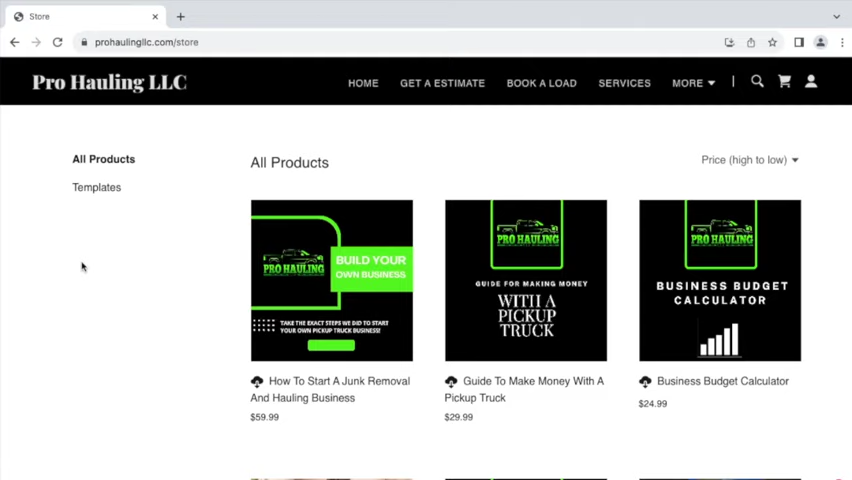 Store
prohaulingllc.com/store
Pro Hauling LLC
HOME
GET A ESTIMATE
BOOK A LOAD
SERVICES
MORE
All Products
Templates
All Products
Price (high to low)
PRO HAULING
BUILD YOUR
OWN BUSINESS
TAKE THE EXACT STEPS WE DID TO START
YOUR OWN PICKUP TRUCK BUSINESS!
How To Start A Junk Removal
And Hauling Business
$59.99
PRO HAULING
GUIDE FOR MAKING MONEY
WITH A
PICKUP
TRUCK
Guide To Make Money With A
Pickup Truck
$29.99
PRO HAULING
BUSINESS BUDGET
CALCULATOR
Business Budget Calculator
$24.99